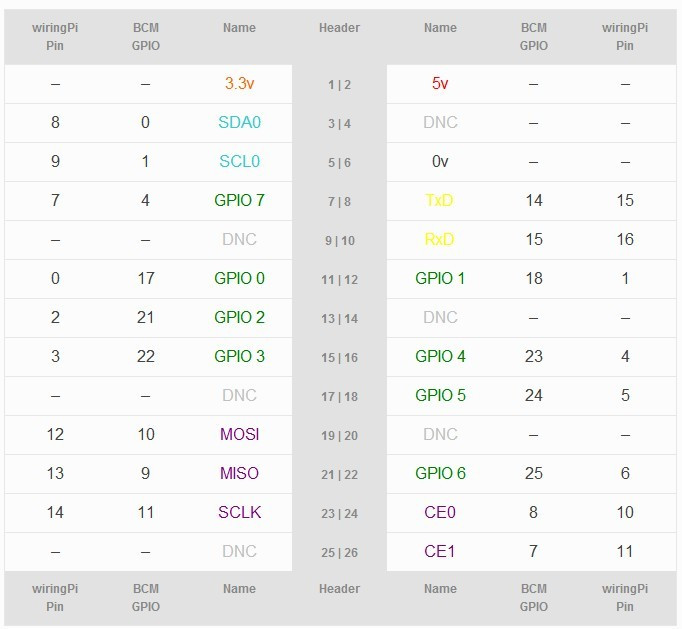 wiringPi Pin BCM GPIO Name Header Name BCM GPIO wiringPi Pin
– – 3.3v 1 | 2 5v – –
8 0 SDA0 3 | 4 DNC – –
9 1 SCL0 5 | 6 0v – –
7 4 GPIO 7 7 | 8 TxD 14 15
– – DNC 9 | 10 RxD 15 16
0 17 GPIO 0 11 | 12 GPIO 1 18 1
2 21 GPIO 2 13 | 14 DNC – –
3 22 GPIO 3 15 | 16 GPIO 4 23 4
– – DNC 17 | 18 GPIO 5 24 5
12 10 MOSI 19 | 20 DNC – –
13 9 MISO 21 | 22 GPIO 6 25 6
14 11 SCLK 23 | 24 CE0 8 10
– – DNC 25 | 26 CE1 7 11
wiringPi Pin BCM GPIO Name Header Name BCM GPIO wiringPi Pin